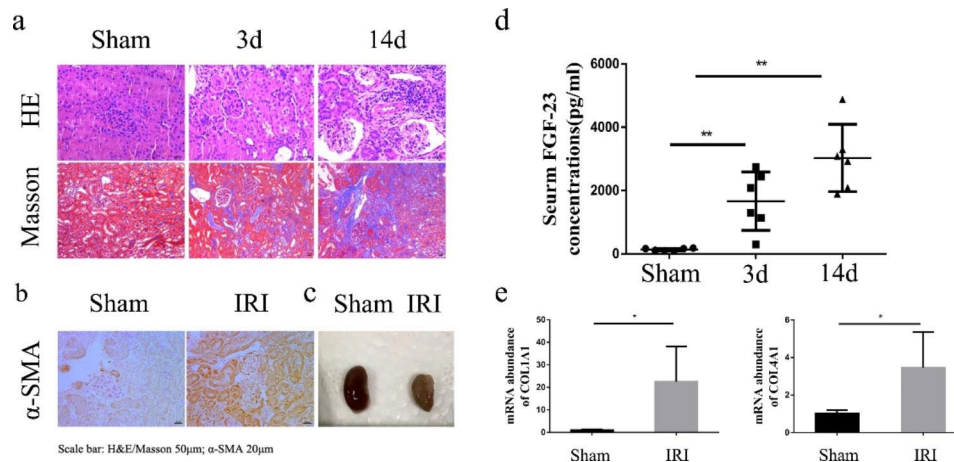 a
Sham 3d 14d
HE
Masson
b
Sham IRI
α-SMA
c
Sham IRI
Scale bar: H&E/Masson 50μm; α-SMA 20μm
d
Seurm FGF-23
concentrations(pg/ml)
6000
4000
2000
0
**
**
Sham 3d 14d
e
mRNA abundance
of COL1A1
50
40
30
20
10
0
*
Sham IRI
mRNA abundance
of COL4A1
6
4
2
0
*
Sham IRI